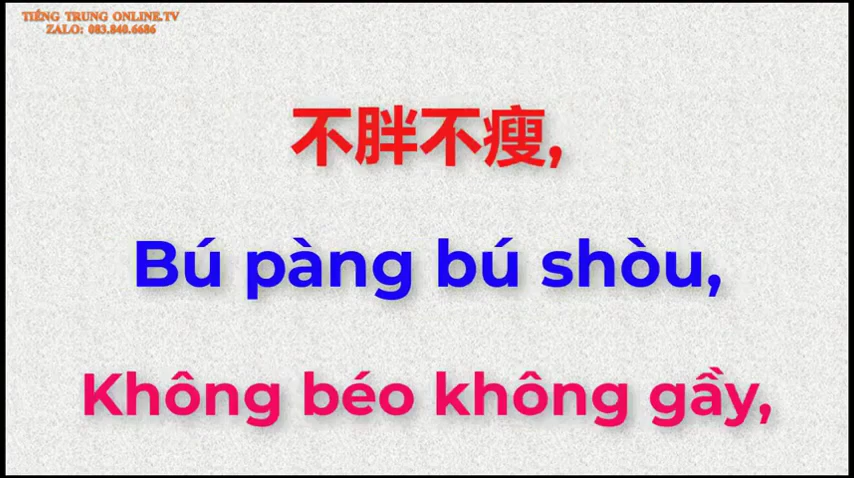 TIẾNG TRUNG ONLINE.TV
ZALO: 083.840.6686
不胖不瘦,
Bú pàng bú shòu,
Không béo không gầy,